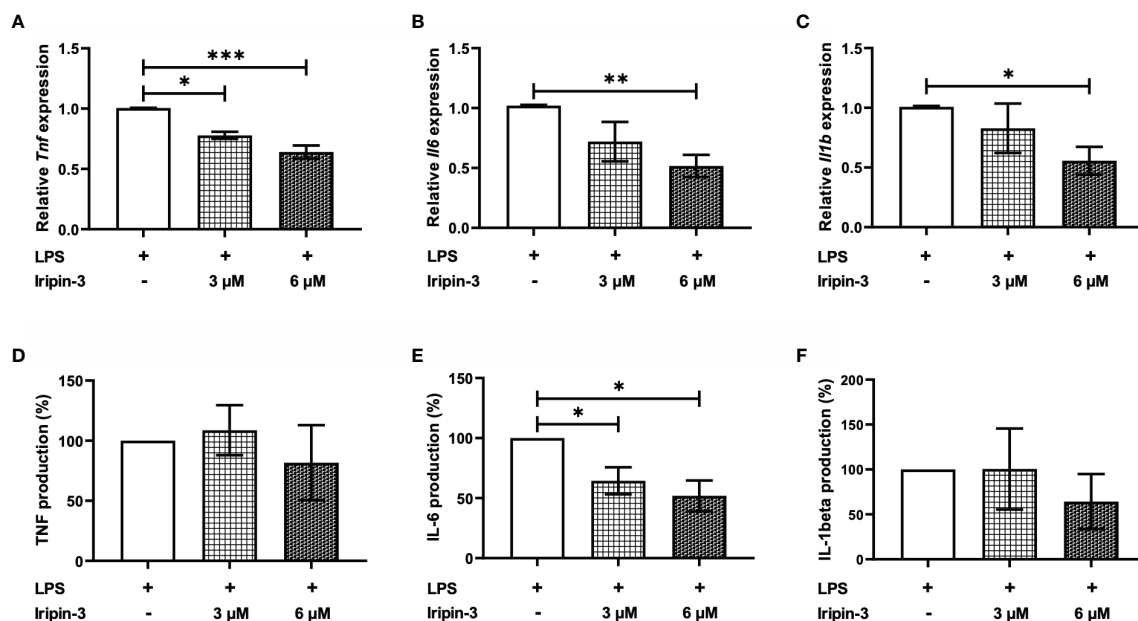 A
Relative Tnf expression
1.5
1.0
0.5
0.0
*
***
LPS + + +
Iripin-3 - 3 µM 6 µM
B
Relative Il6 expression
1.5
1.0
0.5
0.0
**
LPS + + +
Iripin-3 - 3 µM 6 µM
C
Relative Il1b expression
1.5
1.0
0.5
0.0
*
LPS + + +
Iripin-3 - 3 µM 6 µM
D
TNF production (%)
150
100
50
0
LPS + + +
Iripin-3 - 3 µM 6 µM
E
IL-6 production (%)
150
100
50
0
*
*
LPS + + +
Iripin-3 - 3 µM 6 µM
F
IL-1beta production (%)
200
150
100
50
0
LPS + + +
Iripin-3 - 3 µM 6 µM